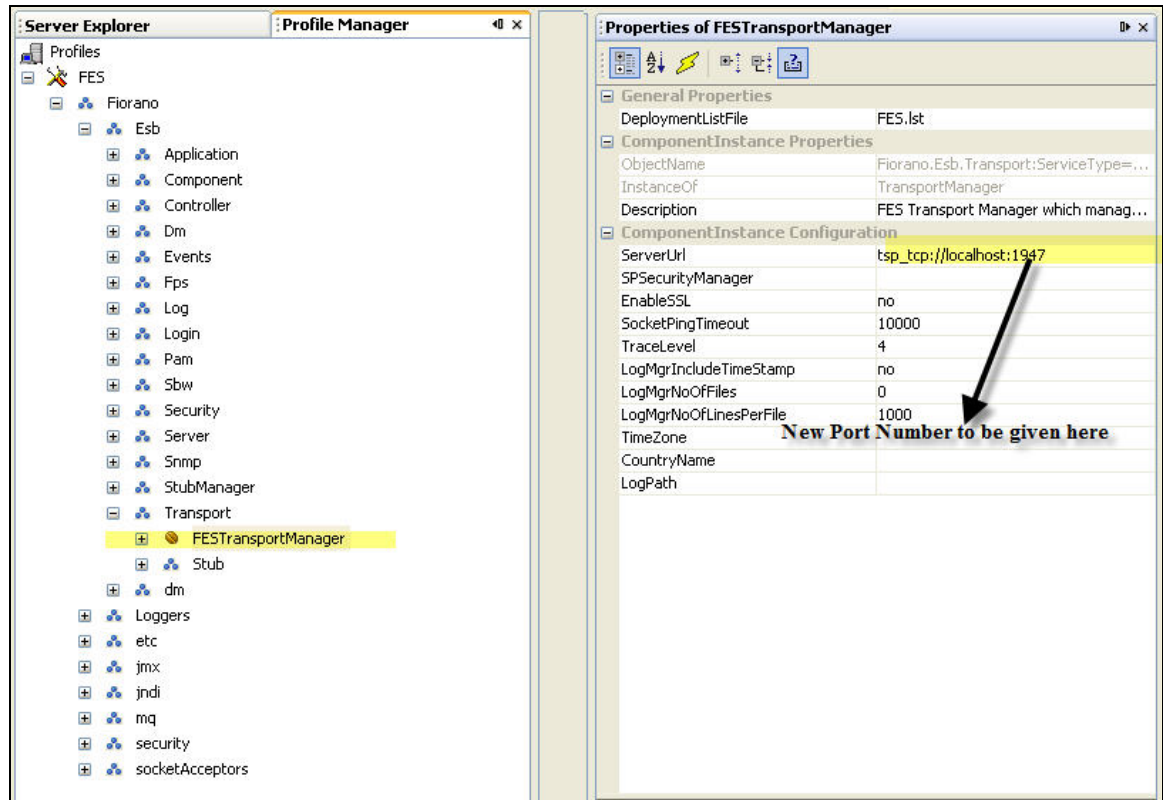 Server Explorer
Profile Manager
Profiles
FES
Fiorano
Esb
Application
Component
Controller
Dm
Events
Fps
Log
Login
Pam
Sbw
Security
Server
Snmp
StubManager
Transport
FESTransportManager
Stub
dm
Loggers
etc
jmx
jndi
mq
security
socketAcceptors
Properties of FESTransportManager
General Properties
DeploymentListFile FES.lst
ComponentInstance Properties
ObjectName Fiorano.Esb.Transport:ServiceType=...
InstanceOf TransportManager
Description FES Transport Manager which manag...
ComponentInstance Configuration
ServerUrl tsp_tcp://localhost:1947
SPSecurityManager
EnableSSL no
SocketPingTimeout 10000
TraceLevel 4
LogMgrIncludeTimeStamp no
LogMgrNoOfFiles 0
LogMgrNoOfLinesPerFile 1000
TimeZone New Port Number to be given here
CountryName
LogPath